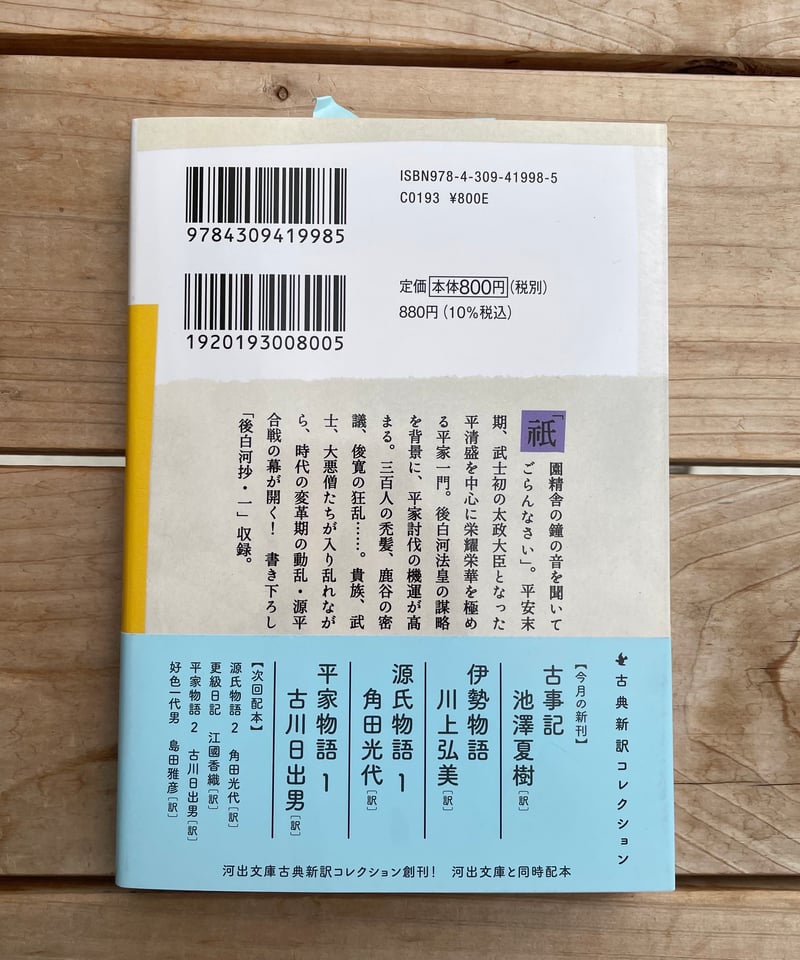 ISBN978-4-309-41998-5
C0193 ¥800E
9784309419985
1920193008005
定価 本体800円(税別)
880円(10%税込)
「祇園精舎の鐘の音を聞いて
ごらんなさい」。平安末
期、武士初の太政大臣となった
平清盛を中心に栄耀栄華を極め
る平家一門。後白河法皇の謀略
を背景に、平家討伐の機運が高
まる。三百人の禿髪、鹿谷の密
議、俊寛の狂乱……。貴族、武
士、大悪僧たちが入り乱れなが
ら、時代の変革期の動乱・源平
合戦の幕が開く! 書き下ろし
「後白河抄・一」収録。
古典新訳コレクション
【今月の新刊】
古事記
池澤夏樹[訳]
伊勢物語
川上弘美[訳]
源氏物語 1
角田光代[訳]
平家物語 1
古川日出男[訳]
【次回配本】
源氏物語 2 角田光代[訳]
更級日記 江國香織[訳]
平家物語 2 古川日出男[訳]
好色一代男 島田雅彦[訳]
河出文庫古典新訳コレクション創刊! 河出文庫と同時配本